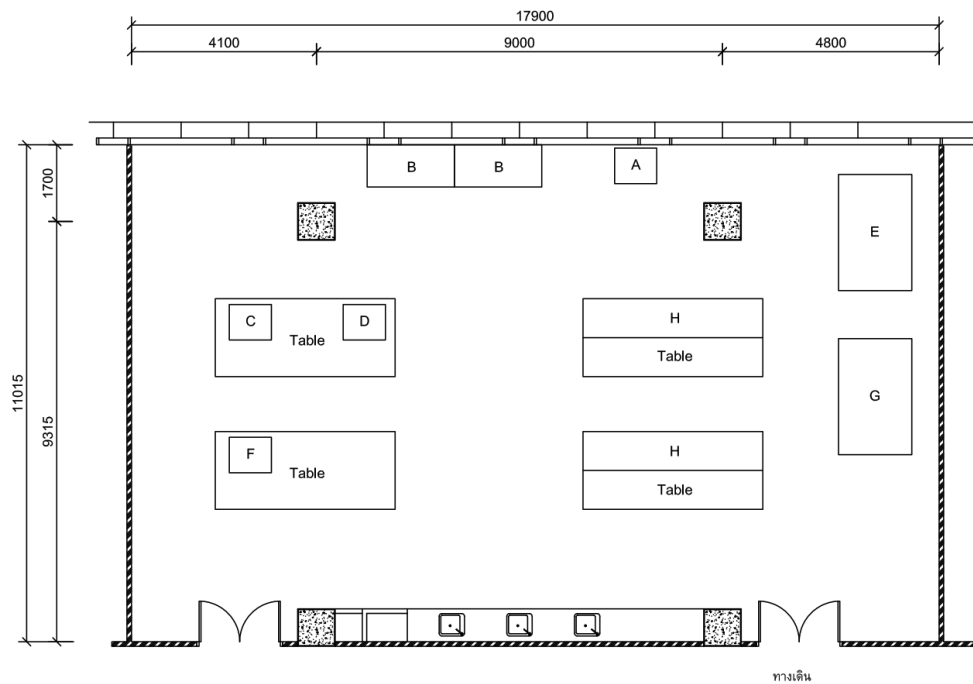 17900
4100 9000 4800
1700
11015
9315
B B A
E
C D
Table
H
Table
G
F
Table
H
Table
ทางเดิน